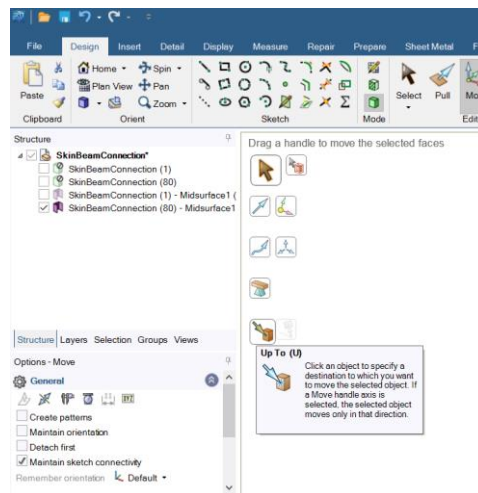 File Design Insert Detail Display Measure Repair Prepare Sheet Metal F
Paste
Home
Spin
Plan View
Pan
Zoom
Select
Pull
Mo
Clipboard
Orient
Sketch
Mode
Edit
Structure
SkinBeamConnection*
SkinBeamConnection (1)
SkinBeamConnection (80)
SkinBeamConnection (1) - Midsurface1 (
SkinBeamConnection (80) - Midsurface1
Structure Layers Selection Groups Views
Options - Move
General
Create patterns
Maintain orientation
Detach first
Maintain sketch connectivity
Remember orientation Default
Drag a handle to move the selected faces
Up To (U)
Click an object to specify a
destination to which you want
to move the selected object. If
a Move handle axis is
selected, the selected object
moves only in that direction.